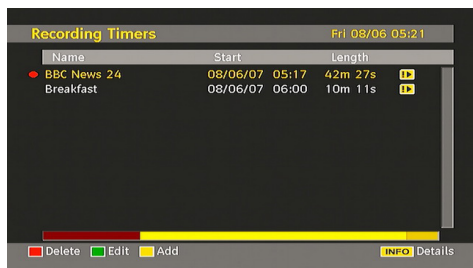 Recording Timers Fri 08/06 05:21
Name Start Length
BBC News 24 08/06/07 05:17 42m 27s
Breakfast 08/06/07 06:00 10m 11s
Delete Edit Add INFO Details